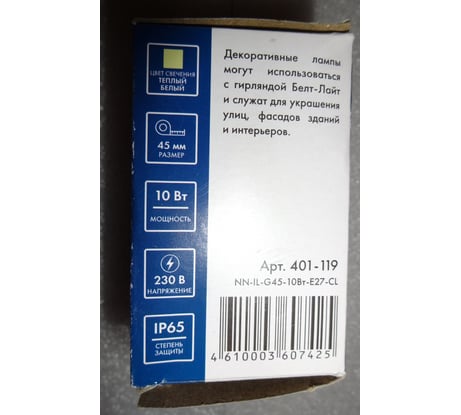 ЦВЕТ СВЕЧЕНИЯ
ТЕПЛЫЙ
БЕЛЫЙ
45 мм
РАЗМЕР
10 Вт
МОЩНОСТЬ
230 В
НАПРЯЖЕНИЕ
IP65
СТЕПЕНЬ
ЗАЩИТЫ
Декоративные лампы
могут использоваться
с гирляндой Белт-Лайт
и служат для украшения
улиц, фасадов зданий
и интерьеров.
Арт. 401-119
NN-IL-G45-10Вт-E27-CL
4 610003 607425